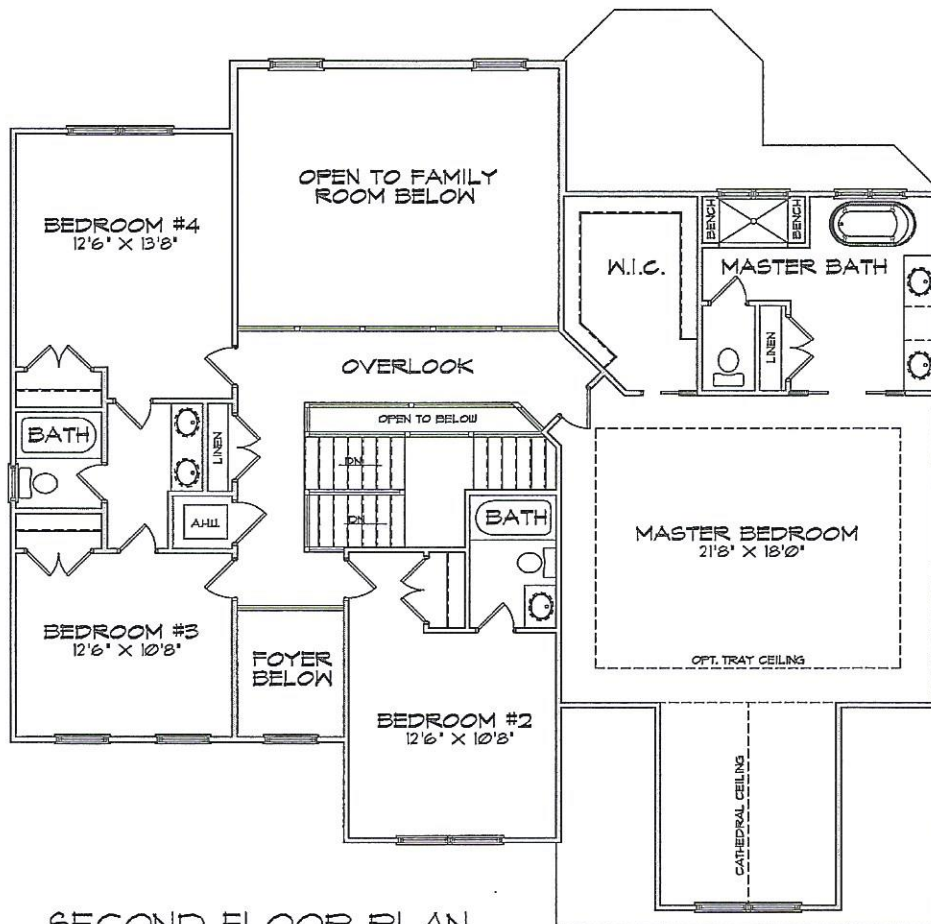 OPEN TO FAMILY
ROOM BELOW
BEDROOM #4
12'6" X 13'8"
W.I.C.
BENCH
BENCH
MASTER BATH
LINEN
OVERLOOK
OPEN TO BELOW
BATH
LINEN
DN
DN
A.H.U.
BATH
MASTER BEDROOM
21'8" X 18'0"
OPT. TRAY CEILING
BEDROOM #3
12'6" X 10'8"
FOYER
BELOW
BEDROOM #2
12'6" X 10'8"
CATHEDRAL CEILING
SECOND FLOOR PLAN